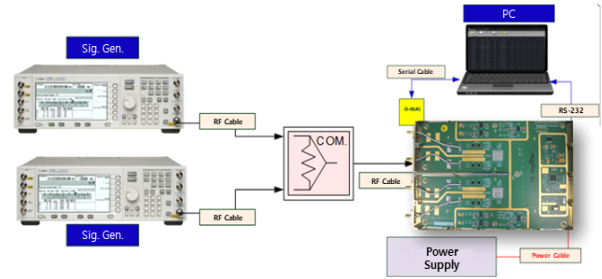 PC
Sig. Gen.
Serial Cable
D-BUG
RS-232
RF Cable
COM.
RF Cable
RF Cable
Sig. Gen.
Power
Supply
Power Cable